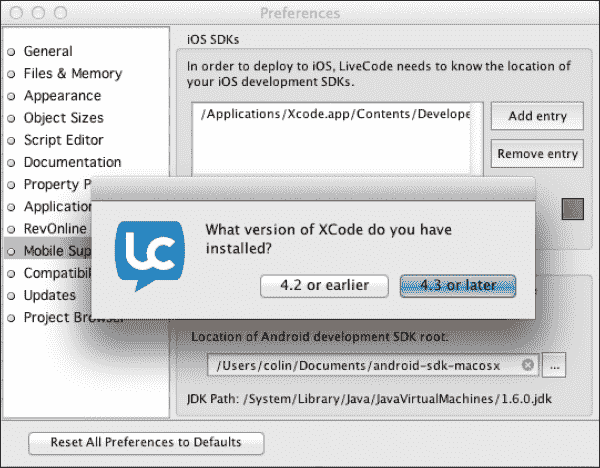 Preferences
General
Files & Memory
Appearance
Object Sizes
Script Editor
Documentation
Property P
Application
RevOnline
Mobile Sup
Compatibil
Updates
Project Browser
iOS SDKs
In order to deploy to iOS, LiveCode needs to know the location of
your iOS development SDKs.
/Applications/Xcode.app/Contents/Develope
Add entry
Remove entry
LC
What version of XCode do you have
installed?
4.2 or earlier
4.3 or later
Location of Android development SDK root.
/Users/colin/Documents/android-sdk-macosx
...
JDK Path: /System/Library/Java/JavaVirtualMachines/1.6.0.jdk
Reset All Preferences to Defaults